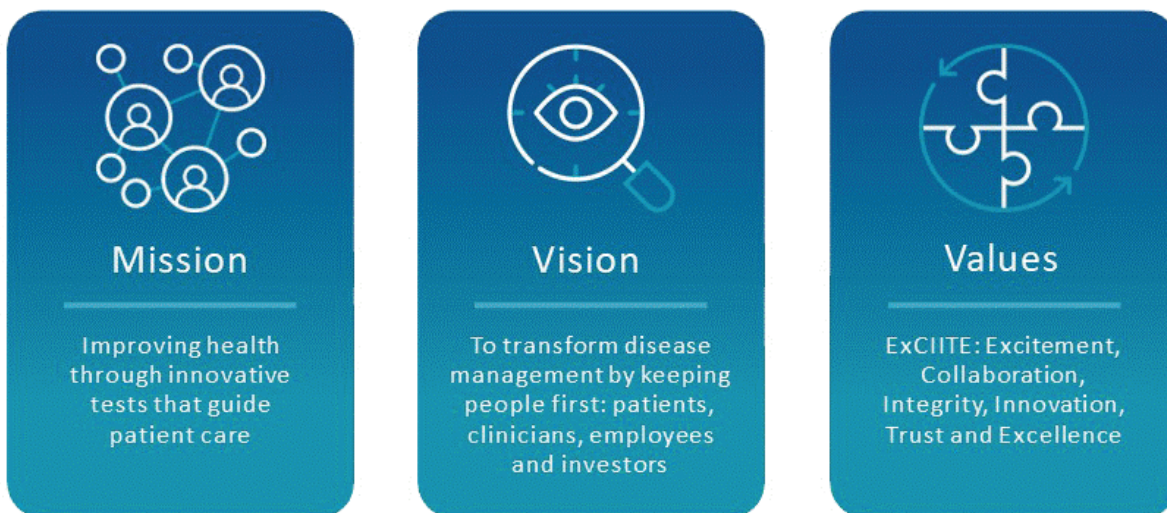 Mission
Improving health
through innovative
tests that guide
patient care
Vision
To transform disease
management by keeping
people first: patients,
clinicians, employees
and investors
Values
ExCIITE: Excitement,
Collaboration,
Integrity, Innovation,
Trust and Excellence